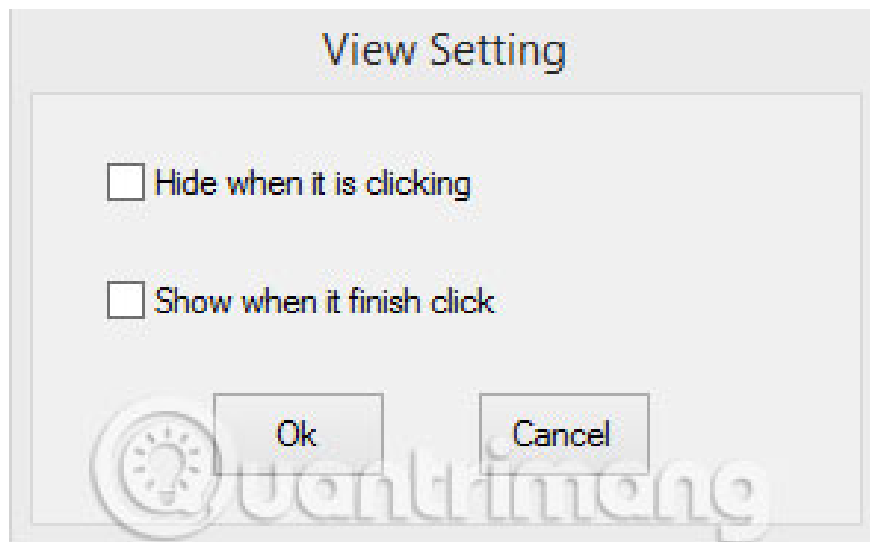 View Setting
Hide when it is clicking
Show when it finish click
Ok
Cancel
Quantrimang